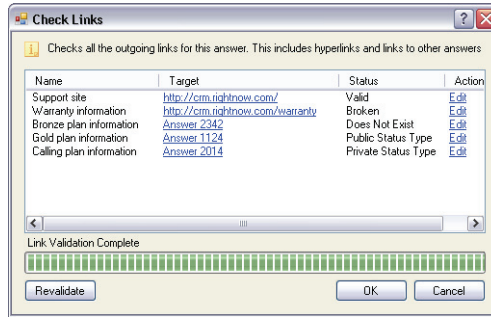 Check Links
Checks all the outgoing links for this answer. This includes hyperlinks and links to other answers
Name Target Status Action
Support site http://crm.rightnow.com/ Valid Edit
Warranty information http://crm.rightnow.com/warranty Broken Edit
Bronze plan information Answer 2342 Does Not Exist Edit
Gold plan information Answer 1124 Public Status Type Edit
Calling plan information Answer 2014 Private Status Type Edit
Link Validation Complete
Revalidate OK Cancel